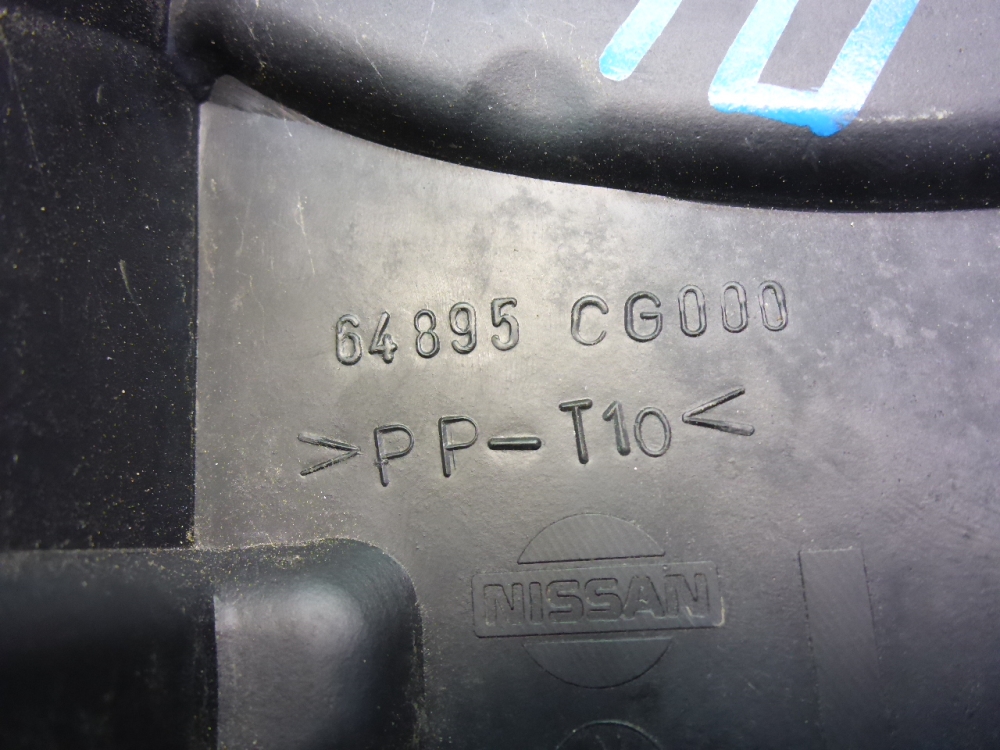 64895 CG000
>PP-T10<
NISSAN